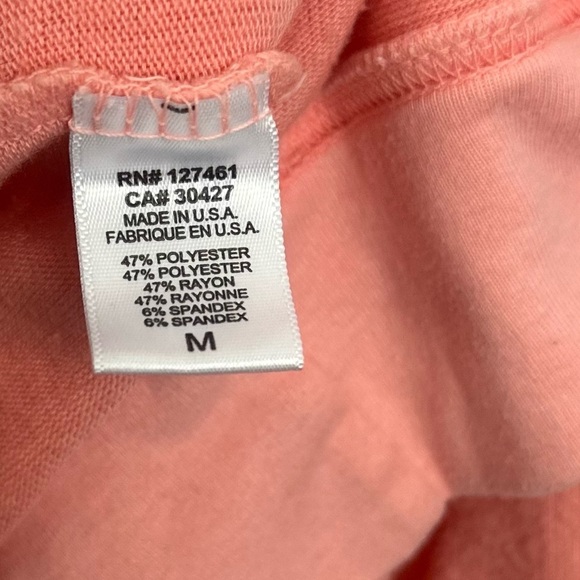 RN# 127461
CA# 30427
MADE IN U.S.A.
FABRIQUE EN U.S.A.
47% POLYESTER
47% POLYESTER
47% RAYON
47% RAYONNE
6% SPANDEX
6% SPANDEX
M